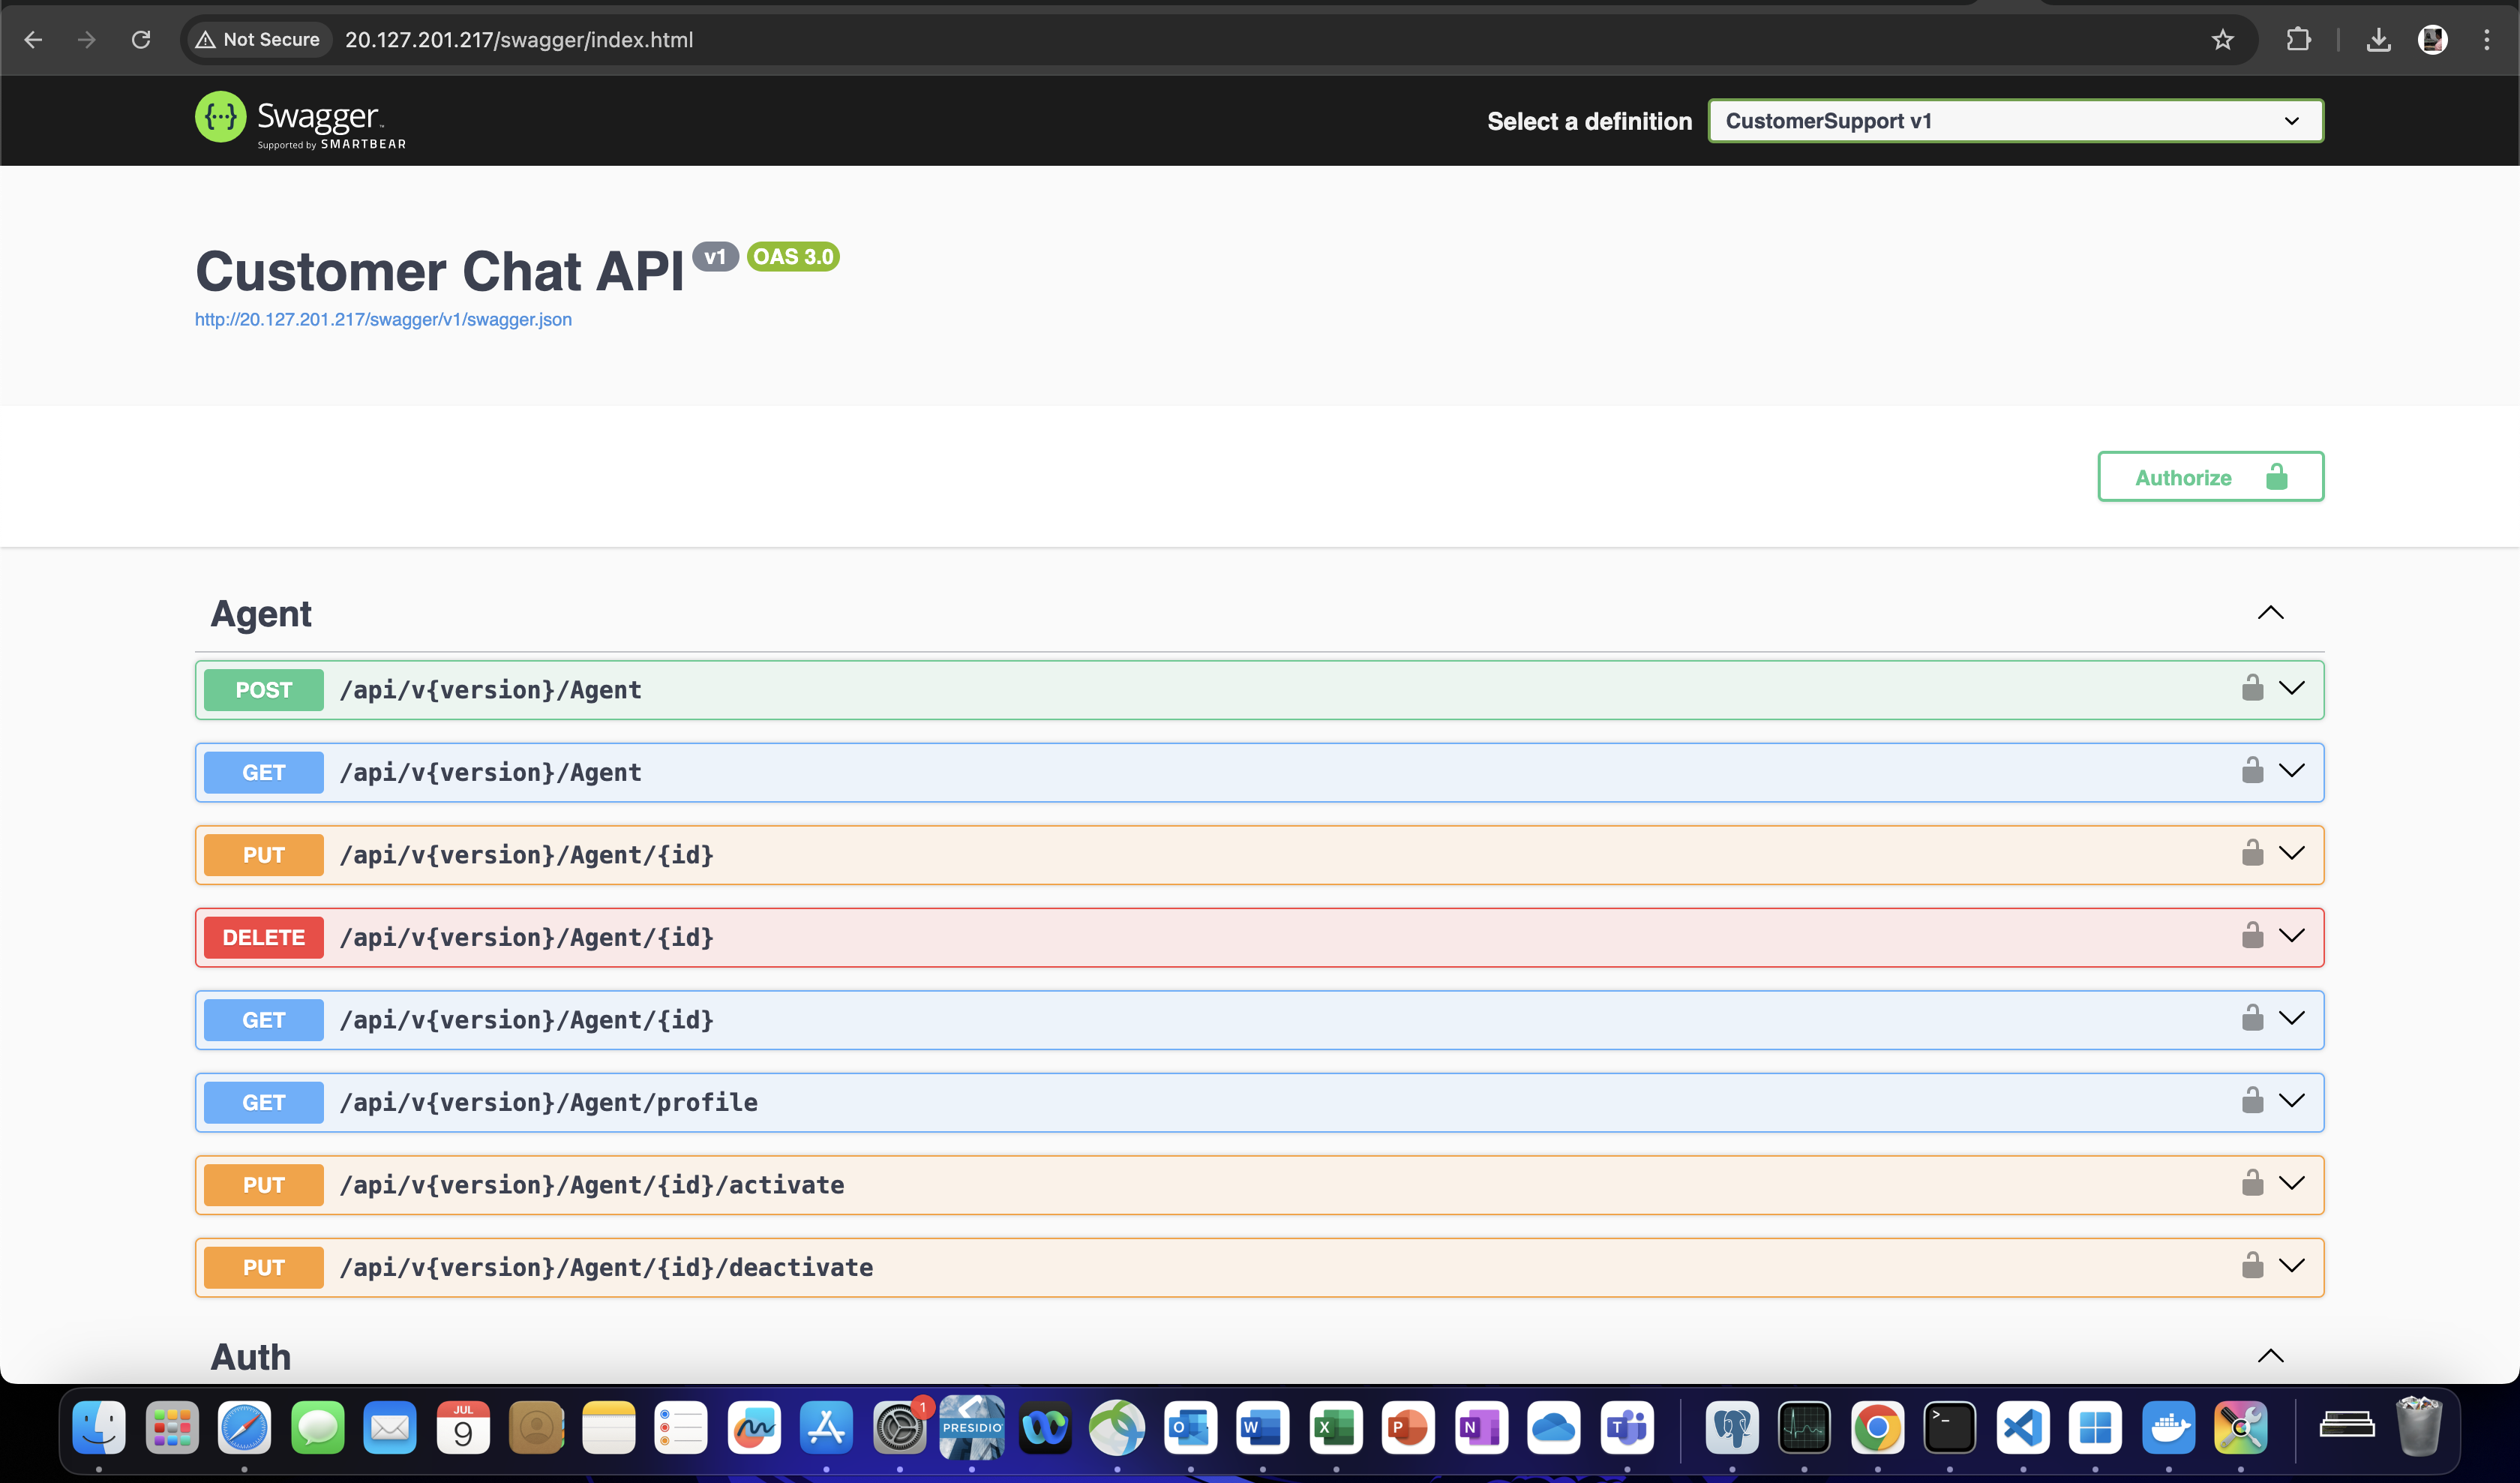 Not Secure 20.127.201.217/swagger/index.html
Swagger
Supported by SMARTBEAR
Select a definition CustomerSupport v1
Customer Chat API v1 OAS 3.0
http://20.127.201.217/swagger/v1/swagger.json
Authorize
Agent
POST /api/v{version}/Agent
GET /api/v{version}/Agent
PUT /api/v{version}/Agent/{id}
DELETE /api/v{version}/Agent/{id}
GET /api/v{version}/Agent/{id}
GET /api/v{version}/Agent/profile
PUT /api/v{version}/Agent/{id}/activate
PUT /api/v{version}/Agent/{id}/deactivate
Auth
JUL
9
1
PRESIDIO
O
W
X
P
N
T
>_